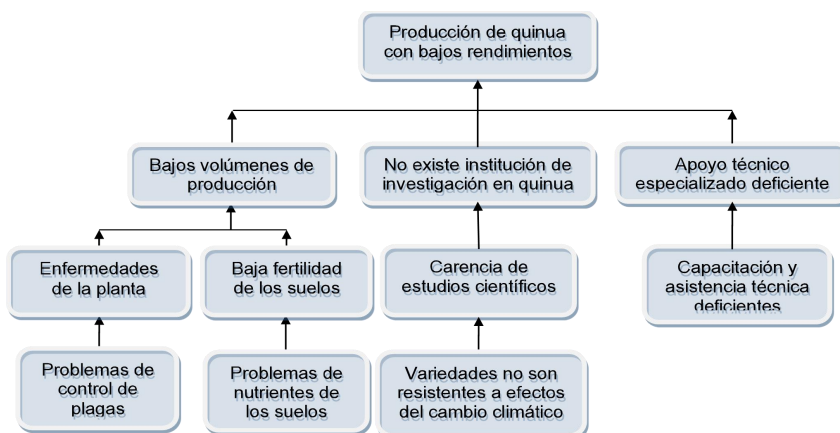 Producción de quinua
con bajos rendimientos
Bajos volúmenes de
producción
No existe institución de
investigación en quinua
Apoyo técnico
especializado deficiente
Enfermedades
de la planta
Baja fertilidad
de los suelos
Carencia de
estudios científicos
Capacitación y
asistencia técnica
deficientes
Problemas de
control de
plagas
Problemas de
nutrientes de
los suelos
Variedades no son
resistentes a efectos
del cambio climático